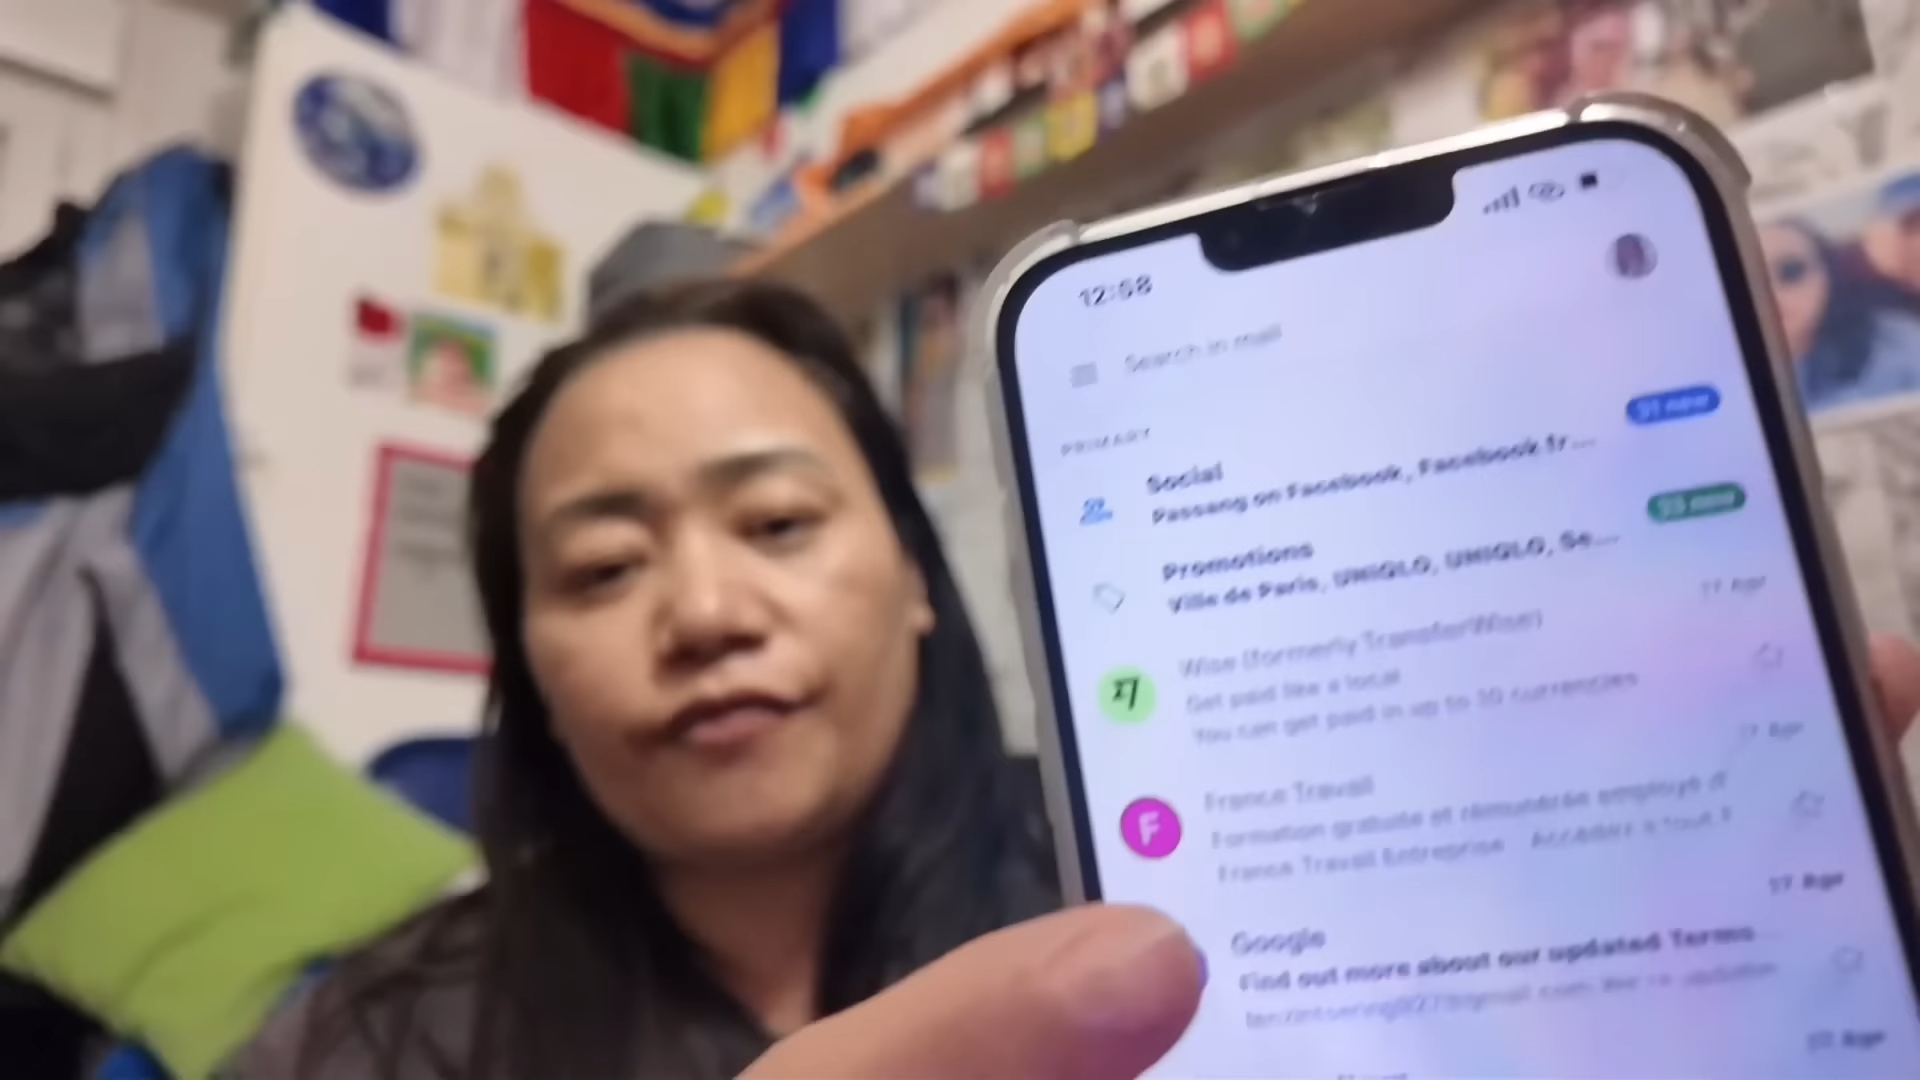 12:58
Search in mail
PRIMARY
Social
31 new
Passang on Facebook, Facebook fr...
Promotions
Ville de Paris, UNIQLO, UNIQLO, Se...
17 Apr
Wise (formerly TransferWise)
Get paid like a local
You can get paid in up to 10 currencies
17 Apr
France Travail
F
Formation gratuite et rémunérée employé d
France Travail Entreprise
17 Apr
Google
Find out more about our updated Terms
Apr